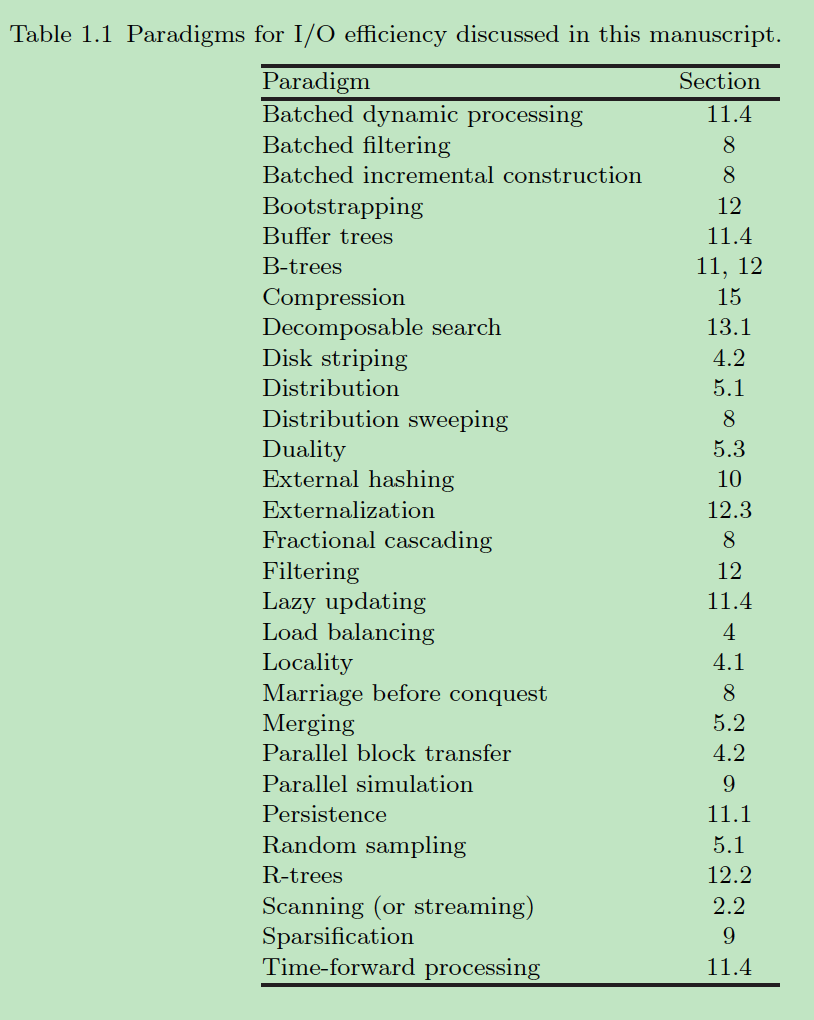 Table 1.1 Paradigms for I/O efficiency discussed in this manuscript.
Paradigm Section
Batched dynamic processing 11.4
Batched filtering 8
Batched incremental construction 8
Bootstrapping 12
Buffer trees 11.4
B-trees 11, 12
Compression 15
Decomposable search 13.1
Disk striping 4.2
Distribution 5.1
Distribution sweeping 8
Duality 5.3
External hashing 10
Externalization 12.3
Fractional cascading 8
Filtering 12
Lazy updating 11.4
Load balancing 4
Locality 4.1
Marriage before conquest 8
Merging 5.2
Parallel block transfer 4.2
Parallel simulation 9
Persistence 11.1
Random sampling 5.1
R-trees 12.2
Scanning (or streaming) 2.2
Sparsification 9
Time-forward processing 11.4